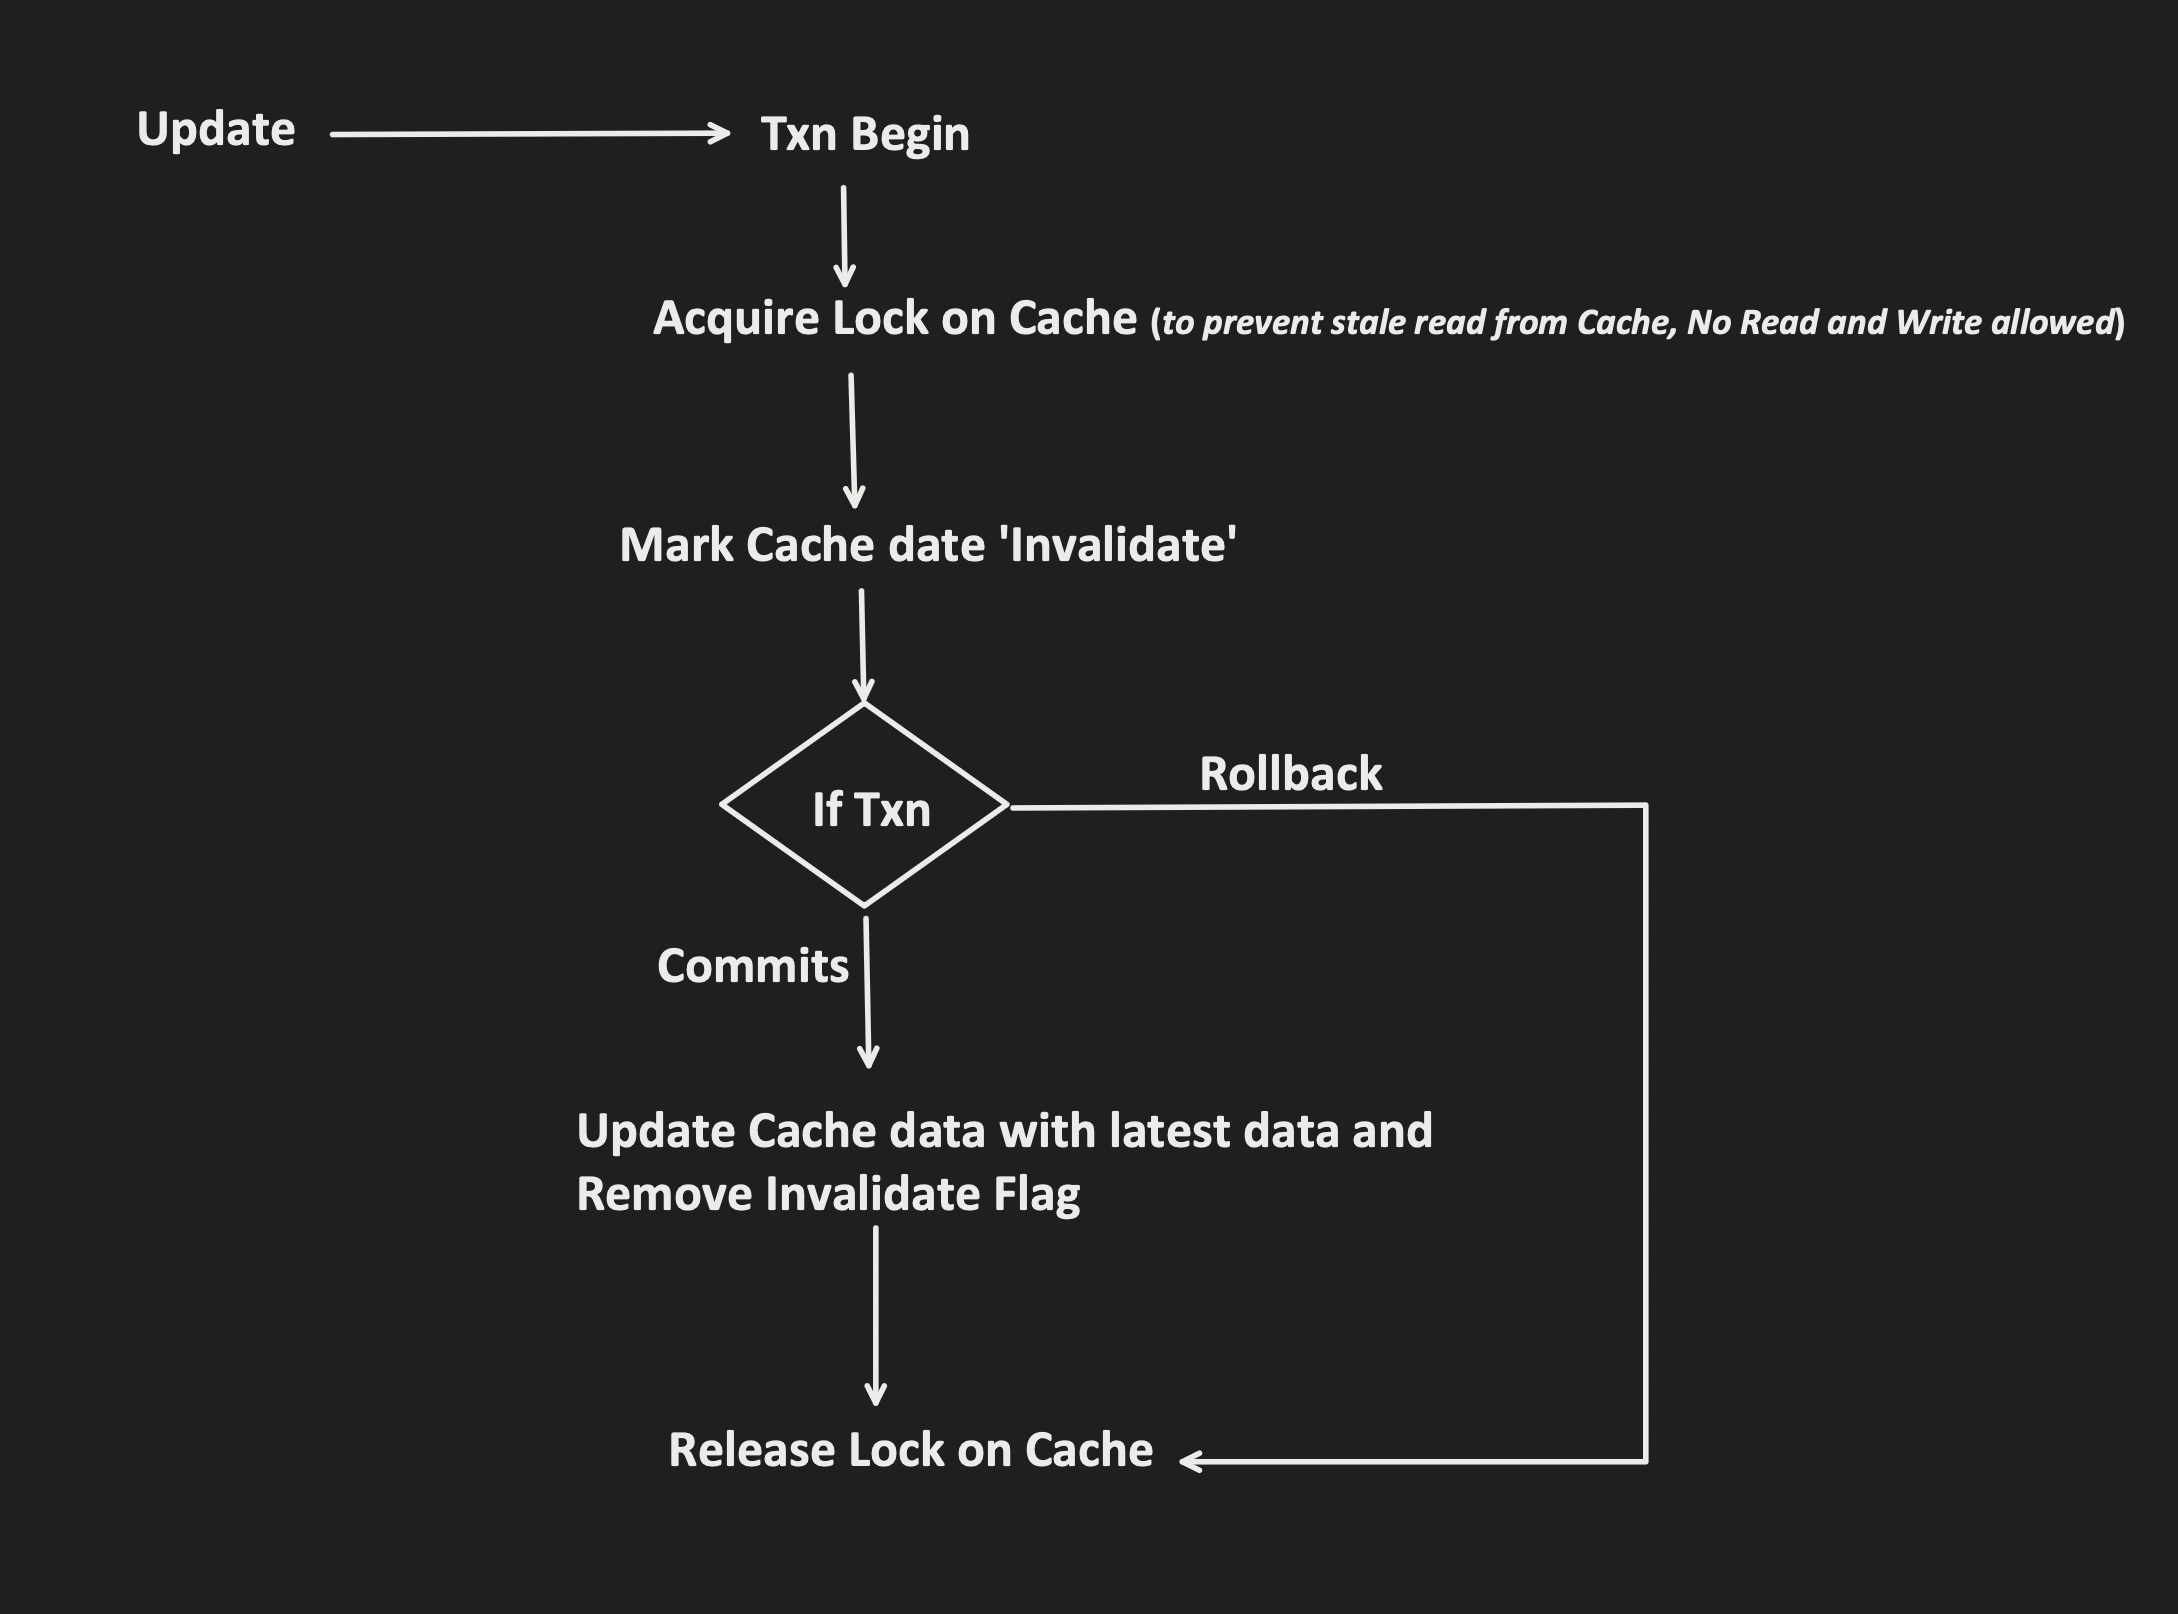 Update
Txn Begin
Acquire Lock on Cache (to prevent stale read from Cache, No Read and Write allowed)
Mark Cache date 'Invalidate'
If Txn
Rollback
Commits
Update Cache data with latest data and
Remove Invalidate Flag
Release Lock on Cache